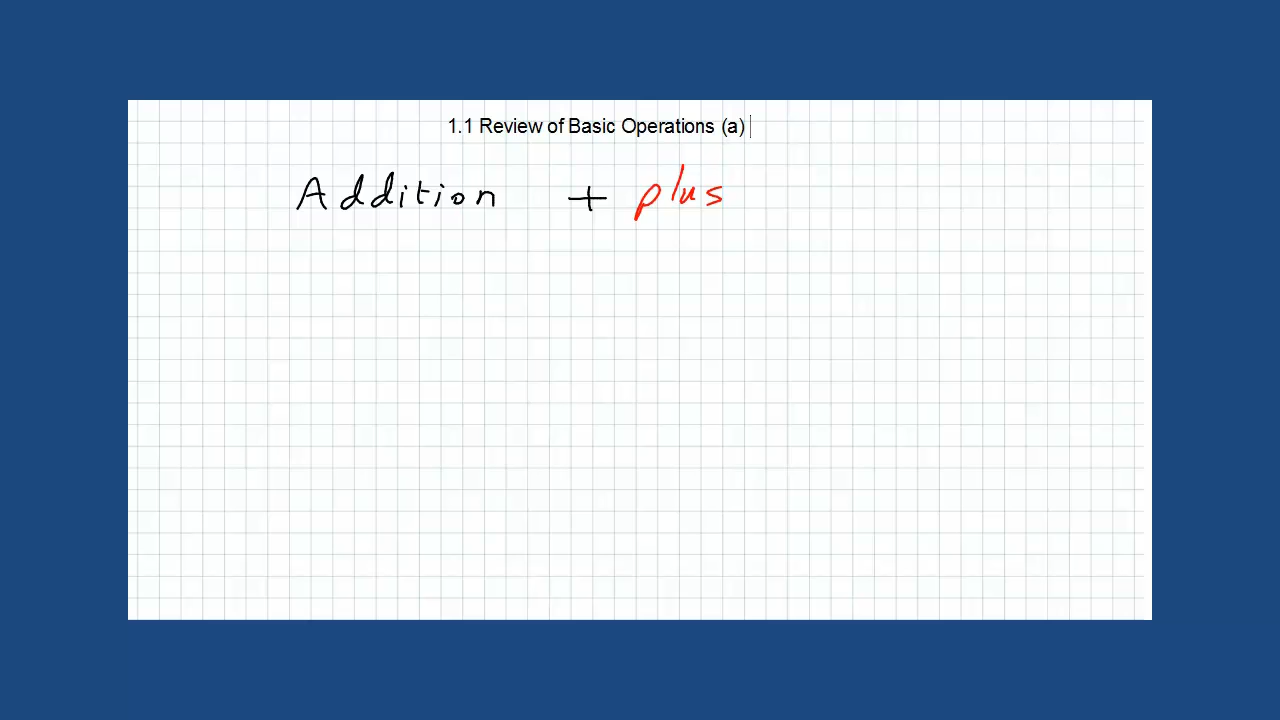 1.1 Review of Basic Operations (a)
Addition + plus